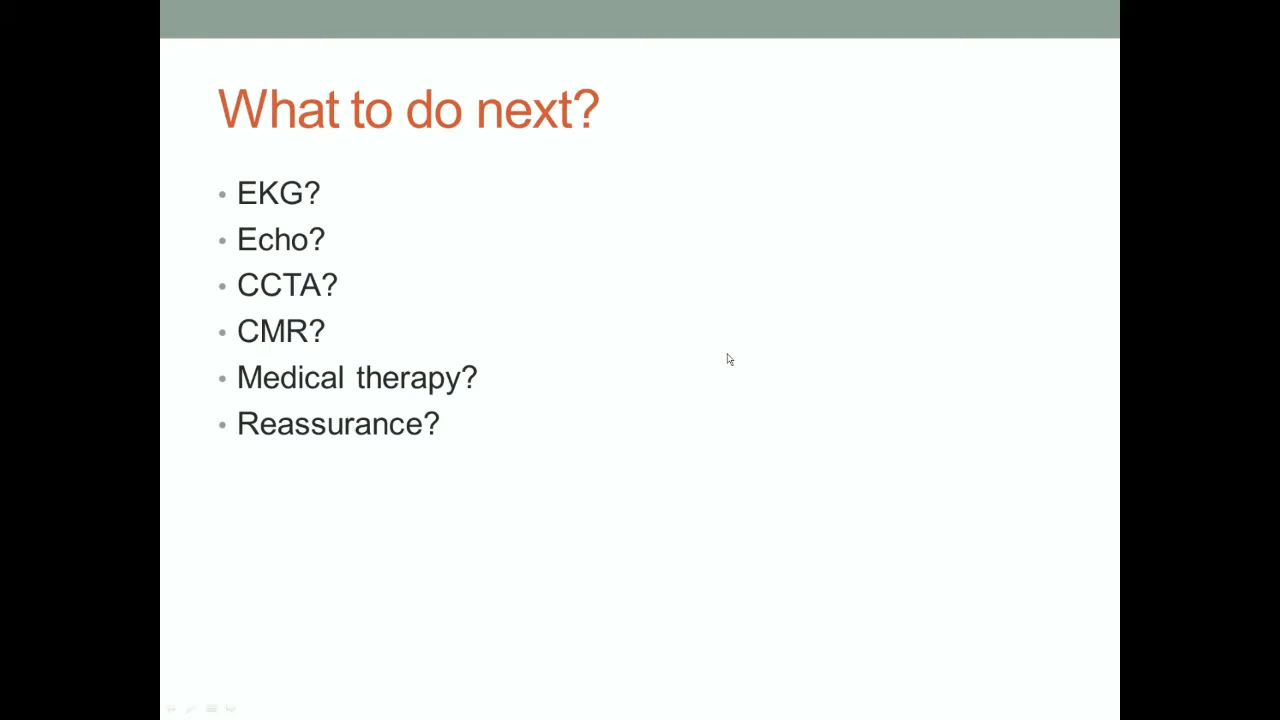 What to do next?
• EKG?
• Echo?
• CCTA?
• CMR?
• Medical therapy?
• Reassurance?